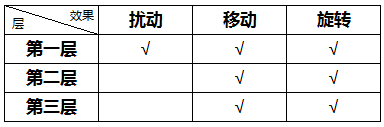 效果
层
扰动 移动 旋转
第一层 √ √ √
第二层 √ √
第三层 √ √